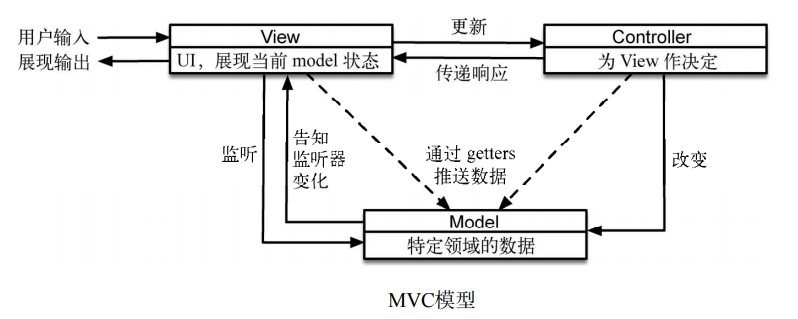 用户输入
展现输出
View
UI，展现当前 model 状态
更新
传递响应
Controller
为 View 作决定
监听
告知
监听器
变化
通过 getters
推送数据
改变
Model
特定领域的数据
MVC模型